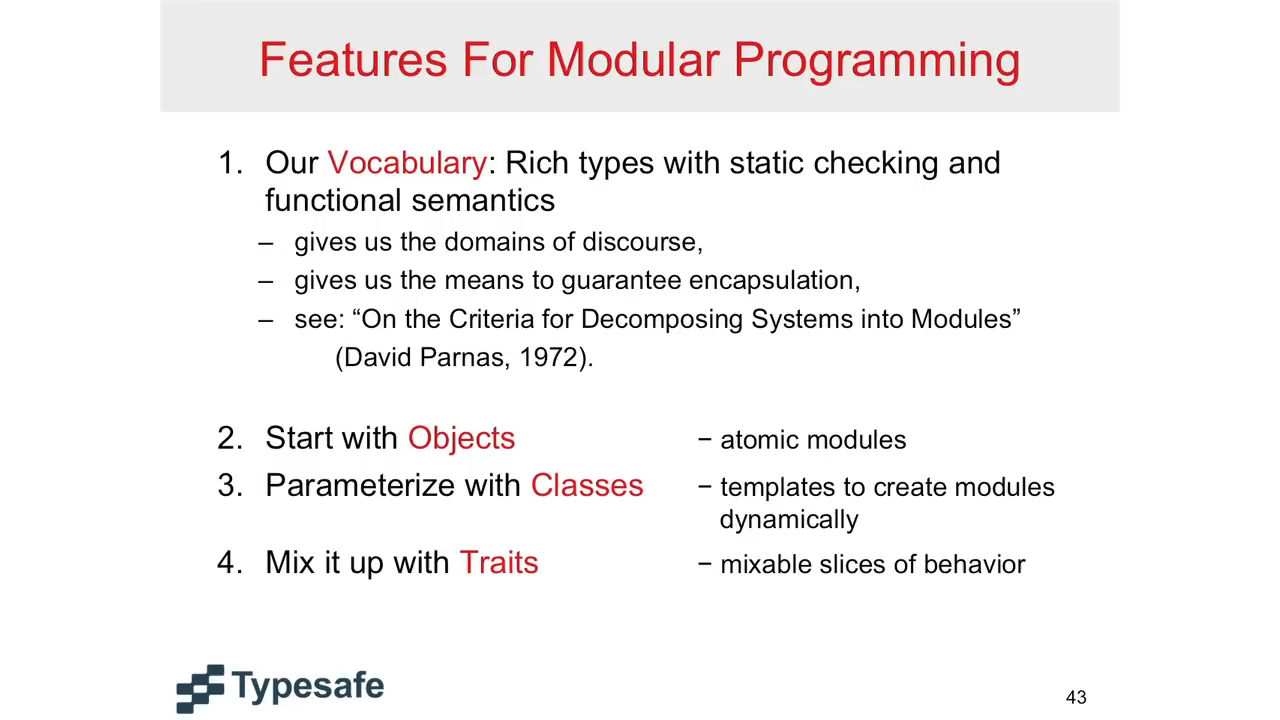 Features For Modular Programming
1. Our Vocabulary: Rich types with static checking and
functional semantics
– gives us the domains of discourse,
– gives us the means to guarantee encapsulation,
– see: “On the Criteria for Decomposing Systems into Modules”
(David Parnas, 1972).
2. Start with Objects − atomic modules
3. Parameterize with Classes − templates to create modules
dynamically
4. Mix it up with Traits − mixable slices of behavior
Typesafe
43